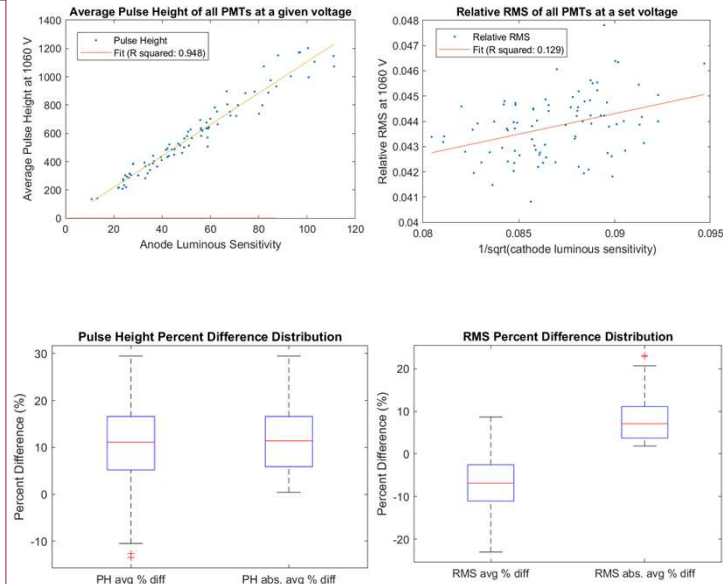 Average Pulse Height of all PMTs at a given voltage
1400
1200
1000
800
600
400
200
0
Average Pulse Height at 1060 V
Pulse Height
Fit (R squared: 0.948)
0 20 40 60 80 100 120
Anode Luminous Sensitivity
Relative RMS of all PMTs at a set voltage
0.048
0.047
0.046
0.045
0.044
0.043
0.042
0.041
0.04
Relative RMS at 1060 V
Relative RMS
Fit (R squared: 0.129)
0.08 0.085 0.09 0.095
1/sqrt(cathode luminous sensitivity)
Pulse Height Percent Difference Distribution
30
20
10
0
-10
Percent Difference (%)
PH avg % diff PH abs. avg % diff
RMS Percent Difference Distribution
20
10
0
-10
-20
Percent Difference (%)
RMS avg % diff RMS abs. avg % diff